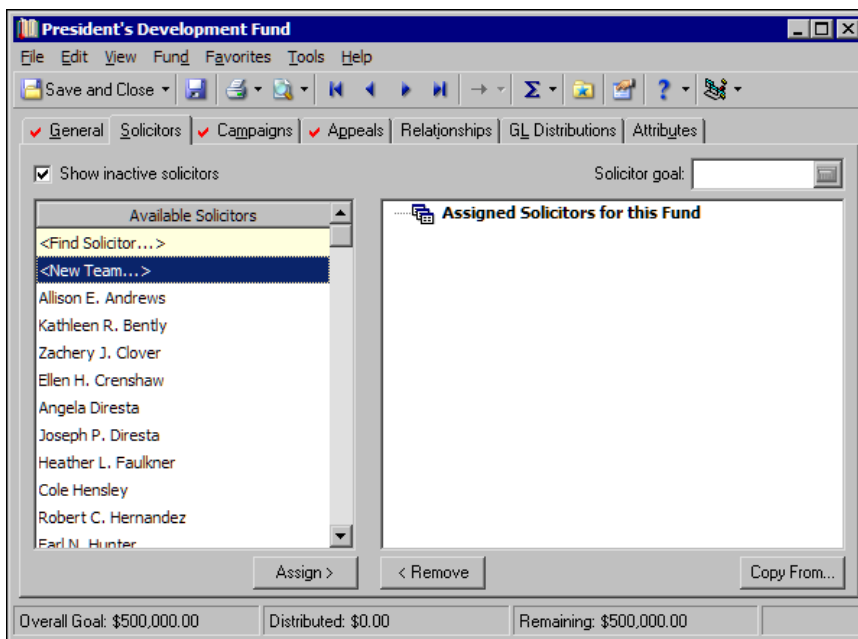 President's Development Fund
File Edit View Fund Favorites Tools Help
Save and Close Σ ?
General Solicitors Campaigns Appeals Relationships GL Distributions Attributes
Show inactive solicitors Solicitor goal:
Available Solicitors
<Find Solicitor...>
<New Team...>
Allison E. Andrews
Kathleen R. Bently
Zachery J. Clover
Ellen H. Crenshaw
Angela Diresta
Joseph P. Diresta
Heather L. Faulkner
Cole Hensley
Robert C. Hernandez
Earl N. Hunter
Assigned Solicitors for this Fund
Assign > < Remove Copy From...
Overall Goal: $500,000.00 Distributed: $0.00 Remaining: $500,000.00